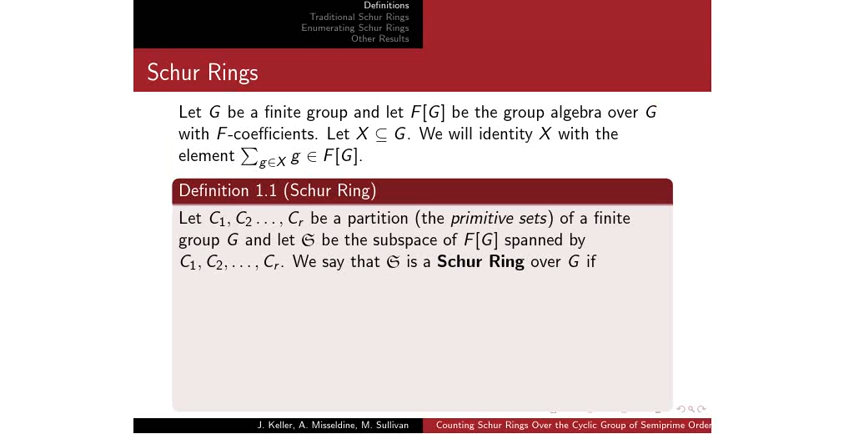 Definitions
Traditional Schur Rings
Enumerating Schur Rings
Other Results
Schur Rings
Let G be a finite group and let F[G] be the group algebra over G
with F-coefficients. Let X ⊆ G. We will identity X with the
element ∑_{g∈X} g ∈ F[G].
Definition 1.1 (Schur Ring)
Let C₁, C₂ . . . , Cᵣ be a partition (the primitive sets) of a finite
group G and let 𝔖 be the subspace of F[G] spanned by
C₁, C₂, . . . , Cᵣ. We say that 𝔖 is a Schur Ring over G if
J. Keller, A. Misseldine, M. Sullivan
Counting Schur Rings Over the Cyclic Group of Semiprime Order